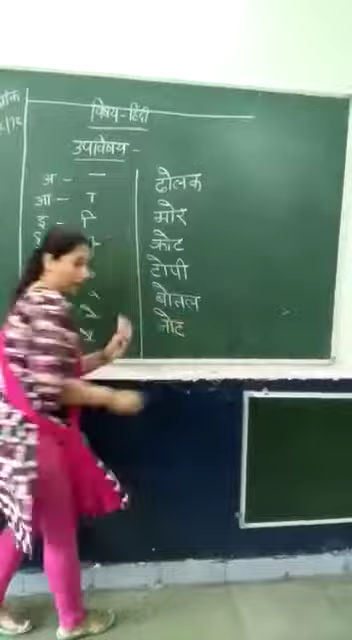 विषय-हिंदी
उपविषय -
अ - —
आ - ा
इ - ि
ढोलक
मोर
कोट
टोपी
बोतल
नोट